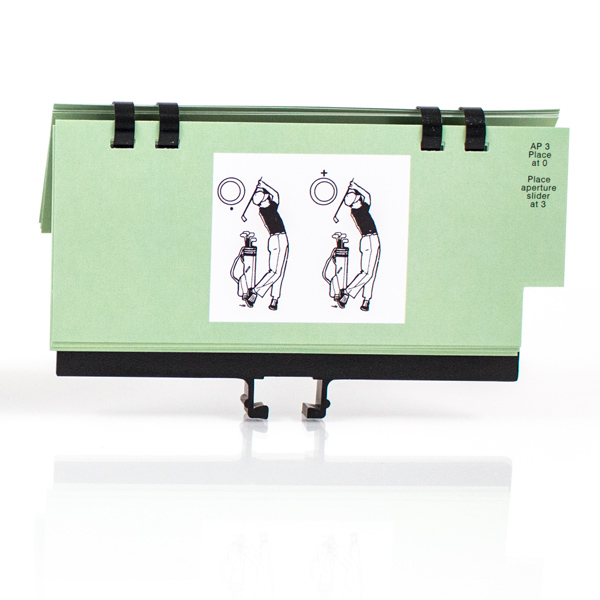 AP 3
Place
at 0
Place
aperture
slider
at 3
+